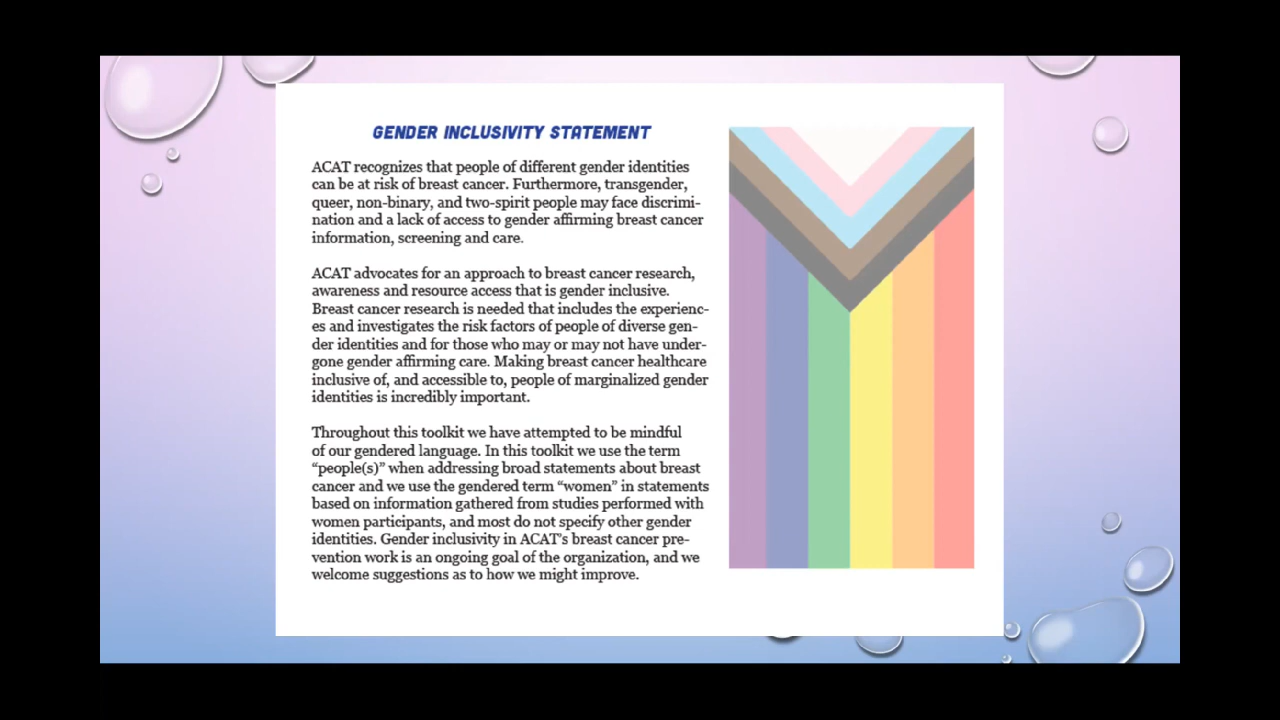 GENDER INCLUSIVITY STATEMENT
ACAT recognizes that people of different gender identities
can be at risk of breast cancer. Furthermore, transgender,
queer, non-binary, and two-spirit people may face discrimi-
nation and a lack of access to gender affirming breast cancer
information, screening and care.
ACAT advocates for an approach to breast cancer research,
awareness and resource access that is gender inclusive.
Breast cancer research is needed that includes the experienc-
es and investigates the risk factors of people of diverse gen-
der identities and for those who may or may not have under-
gone gender affirming care. Making breast cancer healthcare
inclusive of, and accessible to, people of marginalized gender
identities is incredibly important.
Throughout this toolkit we have attempted to be mindful
of our gendered language. In this toolkit we use the term
“people(s)” when addressing broad statements about breast
cancer and we use the gendered term “women” in statements
based on information gathered from studies performed with
women participants, and most do not specify other gender
identities. Gender inclusivity in ACAT’s breast cancer pre-
vention work is an ongoing goal of the organization, and we
welcome suggestions as to how we might improve.